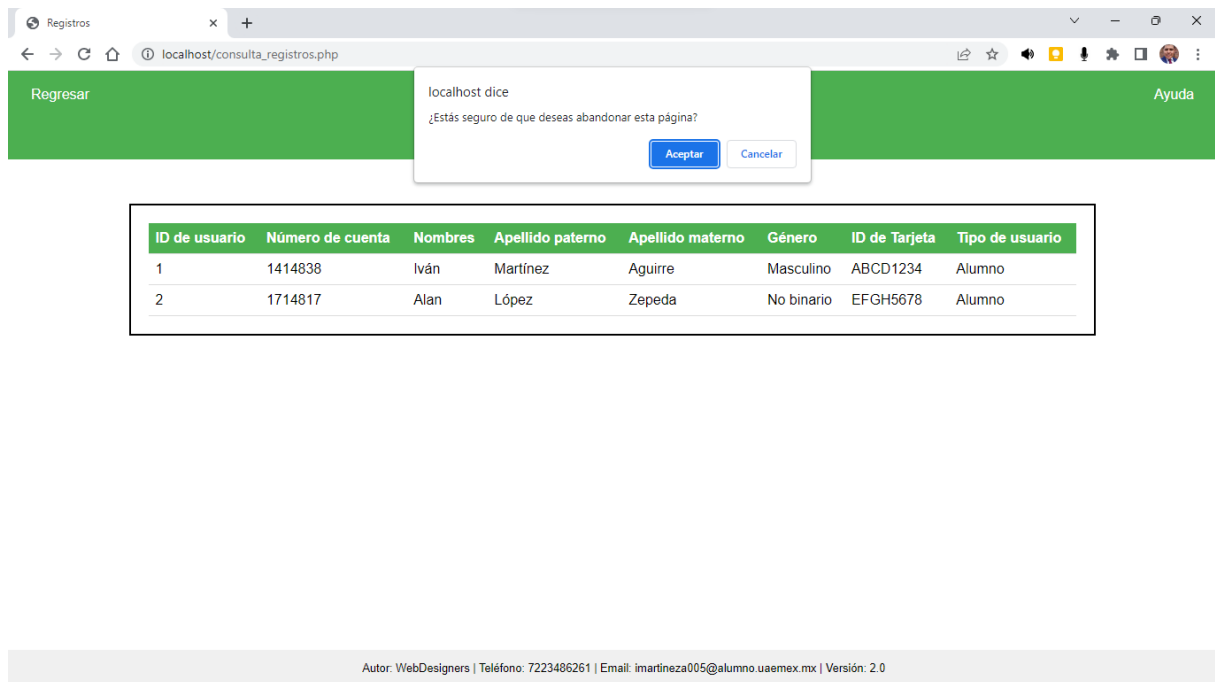 Registros
localhost/consulta_registros.php
Regresar
Ayuda
localhost dice
¿Estás seguro de que deseas abandonar esta página?
Aceptar Cancelar
ID de usuario Número de cuenta Nombres Apellido paterno Apellido materno Género ID de Tarjeta Tipo de usuario
1 1414838 Iván Martínez Aguirre Masculino ABCD1234 Alumno
2 1714817 Alan López Zepeda No binario EFGH5678 Alumno
Autor: WebDesigners | Teléfono: 7223486261 | Email: imartineza005@alumno.uaemex.mx | Versión: 2.0